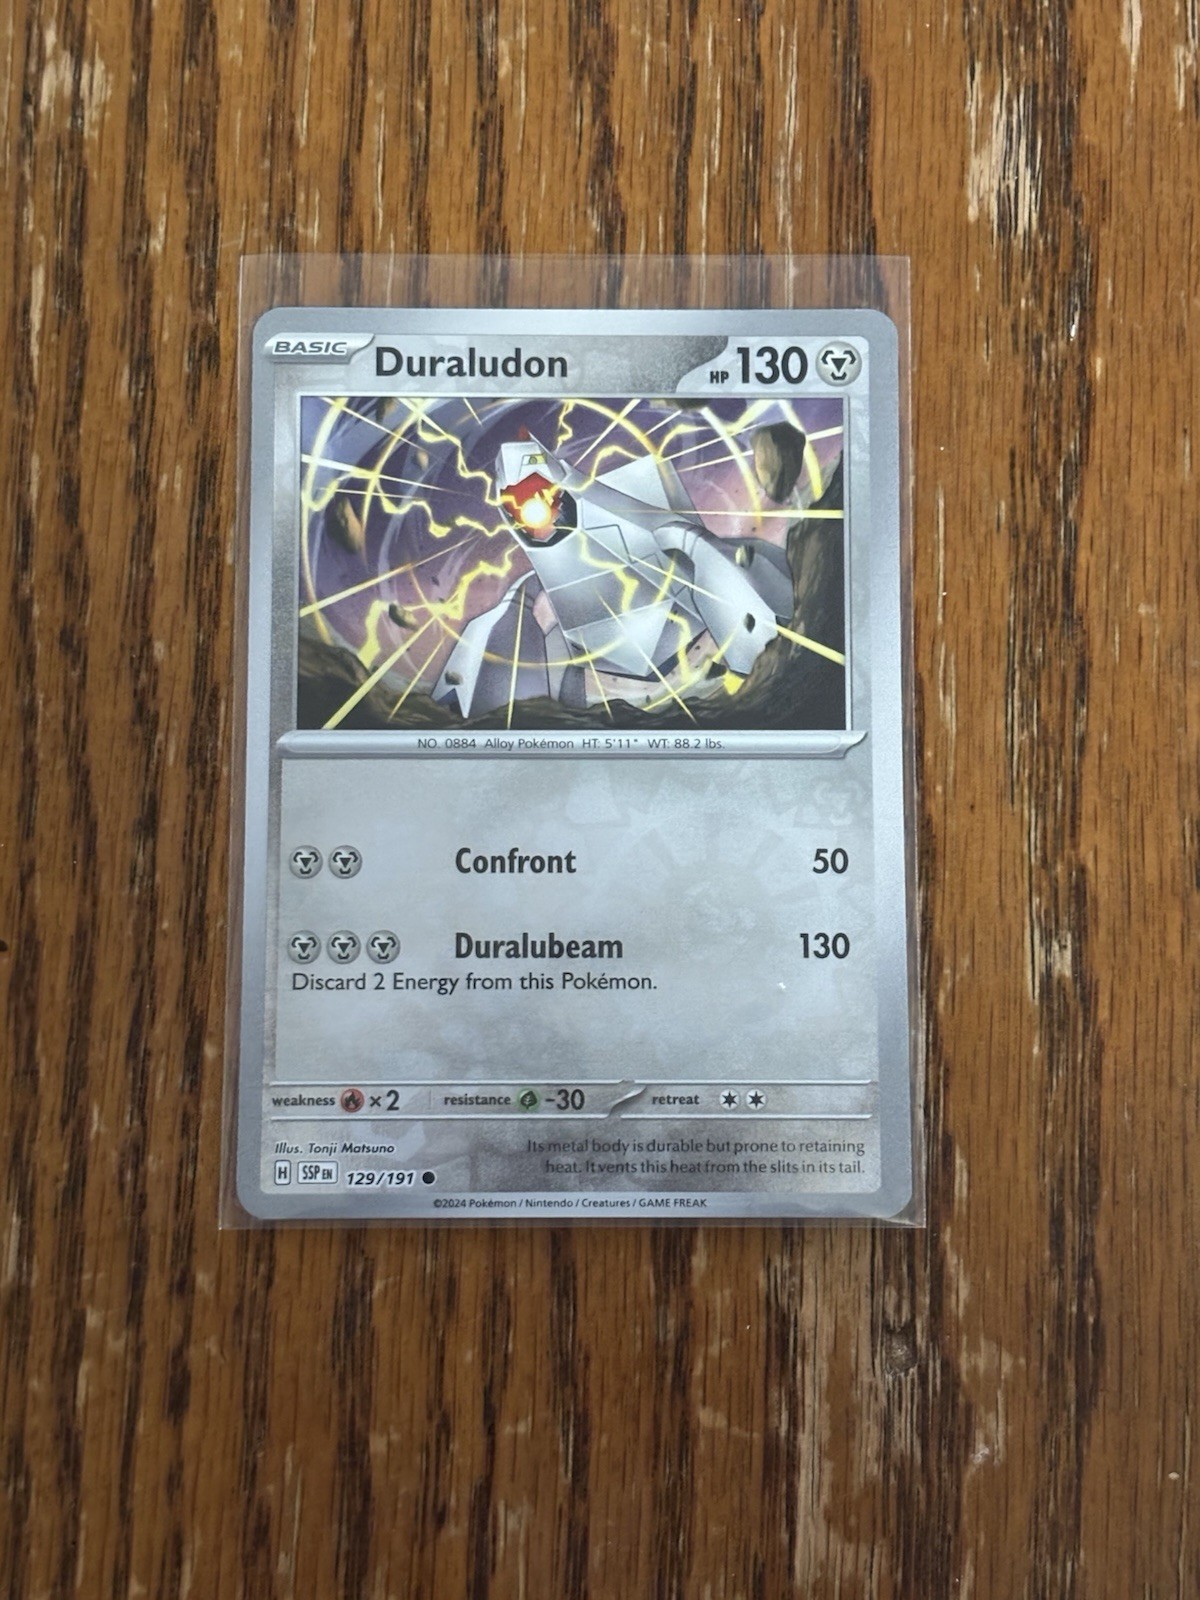 BASIC Duraludon HP 130
NO. 0884 Alloy Pokémon HT: 5'11" WT: 88.2 lbs.
Confront 50
Duralubeam 130
Discard 2 Energy from this Pokémon.
weakness ×2 resistance -30 retreat
Illus. Tonji Matsuno
Its metal body is durable but prone to retaining
heat. It vents this heat from the slits in its tail.
H SSP EN 129/191
©2024 Pokémon / Nintendo / Creatures / GAME FREAK